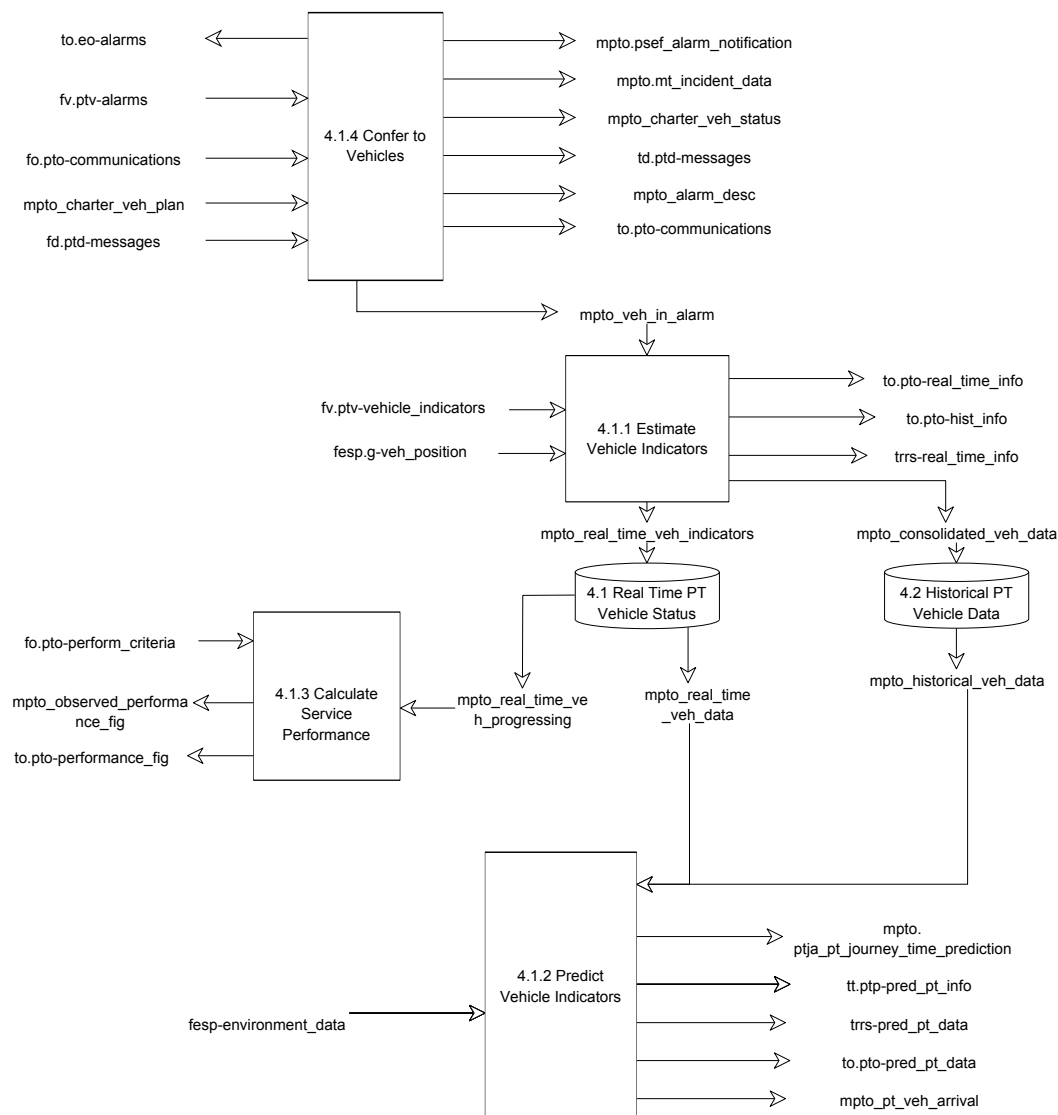 to.eo-alarms
fv.ptv-alarms
fo.pto-communications
mpto_charter_veh_plan
fd.ptd-messages
4.1.4 Confer to
Vehicles
mpto.psef_alarm_notification
mpto.mt_incident_data
mpto_charter_veh_status
td.ptd-messages
mpto_alarm_desc
to.pto-communications
mpto_veh_in_alarm
fv.ptv-vehicle_indicators
fesp.g-veh_position
4.1.1 Estimate
Vehicle Indicators
to.pto-real_time_info
to.pto-hist_info
trrs-real_time_info
mpto_real_time_veh_indicators
mpto_consolidated_veh_data
4.1 Real Time PT
Vehicle Status
4.2 Historical PT
Vehicle Data
fo.pto-perform_criteria
mpto_observed_performa
nce_fig
to.pto-performance_fig
4.1.3 Calculate
Service
Performance
mpto_real_time_ve
h_progressing
mpto_real_time
_veh_data
mpto_historical_veh_data
fesp-environment_data
4.1.2 Predict
Vehicle Indicators
mpto.
ptja_pt_journey_time_prediction
tt.ptp-pred_pt_info
trrs-pred_pt_data
to.pto-pred_pt_data
mpto_pt_veh_arrival